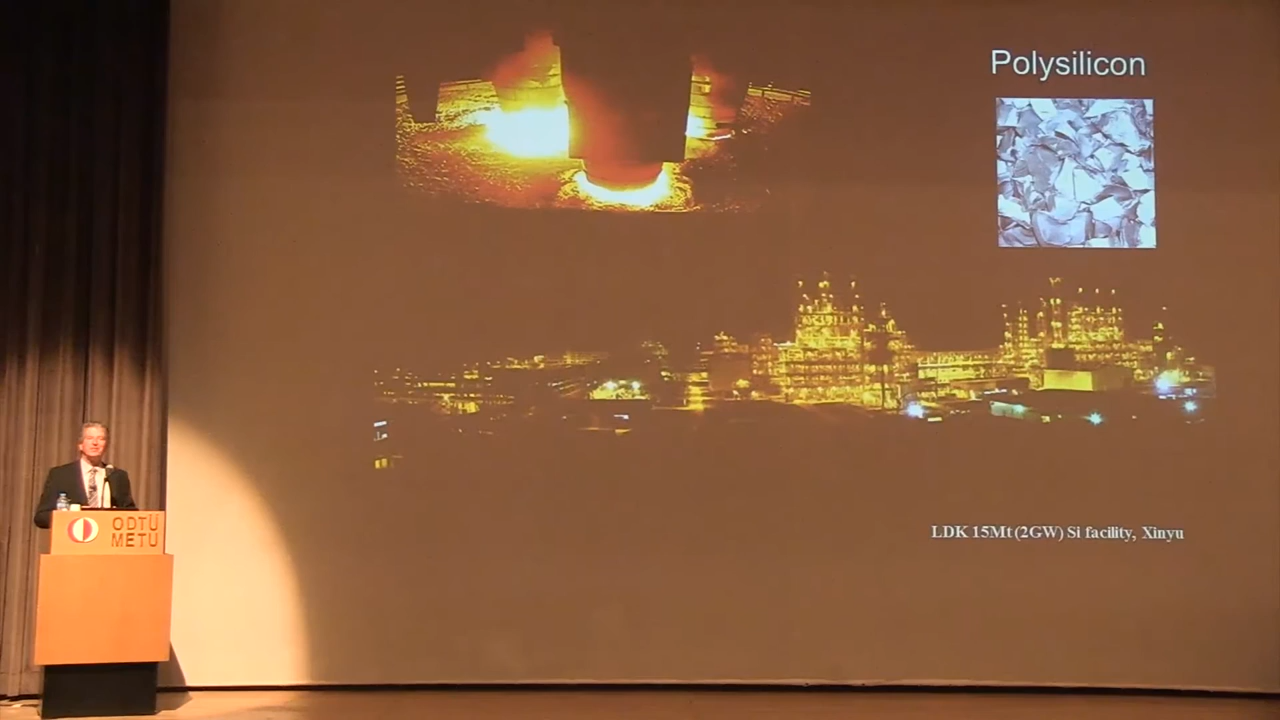 Polysilicon
LDK 15Mt (2GW) Si facility, Xinyu
ODTÜ
METU